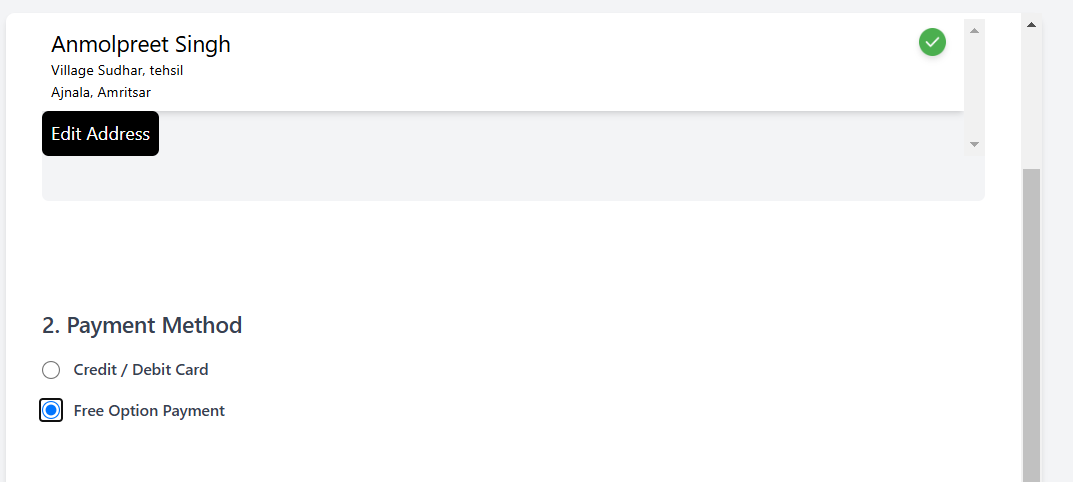 Anmolpreet Singh
Village Sudhar, tehsil
Ajnala, Amritsar
Edit Address
2. Payment Method
Credit / Debit Card
Free Option Payment